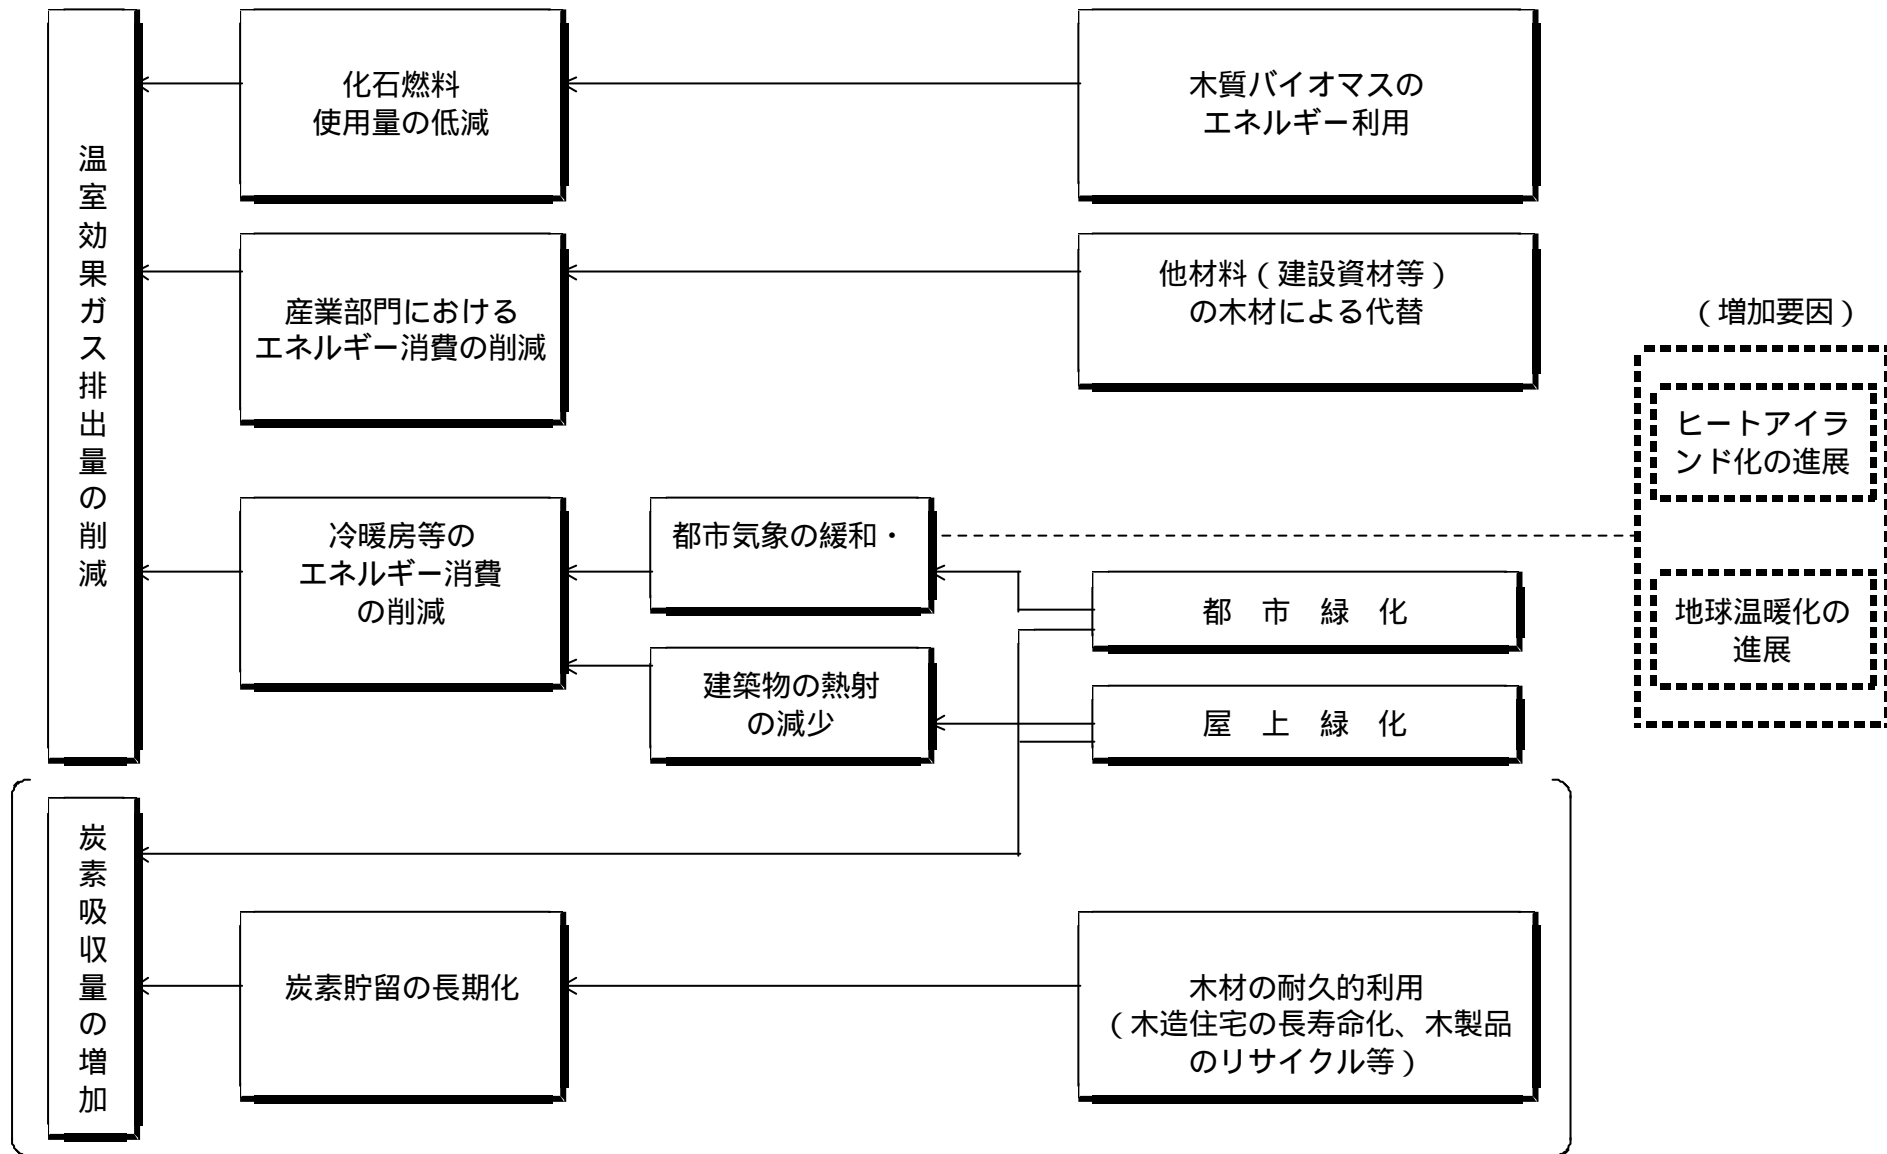 温室効果ガス排出量の削減
化石燃料
使用量の低減
木質バイオマスの
エネルギー利用
産業部門における
エネルギー消費の削減
他材料(建設資材等)
の木材による代替
(増加要因)
ヒートアイラ
ンド化の進展
地球温暖化の
進展
冷暖房等の
エネルギー消費
の削減
都市気象の緩和・
建築物の熱射
の減少
都 市 緑 化
屋 上 緑 化
炭素吸収量の増加
炭素貯留の長期化
木材の耐久的利用
(木造住宅の長寿命化、木製品
のリサイクル等)